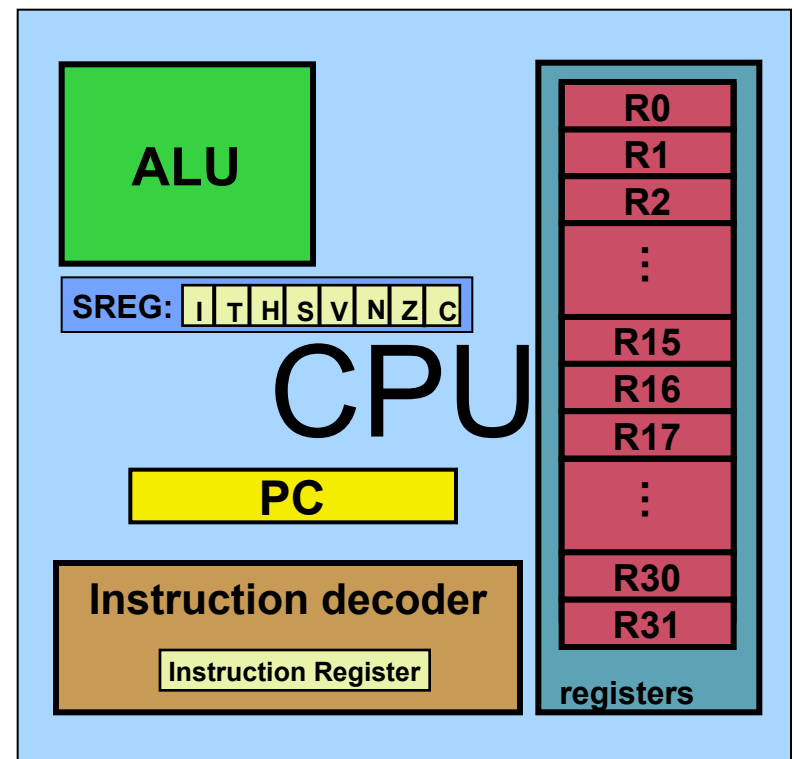 ALU
SREG: I T H S V N Z C
CPU
PC
Instruction decoder
Instruction Register
R0
R1
R2
⋮
R15
R16
R17
⋮
R30
R31
registers